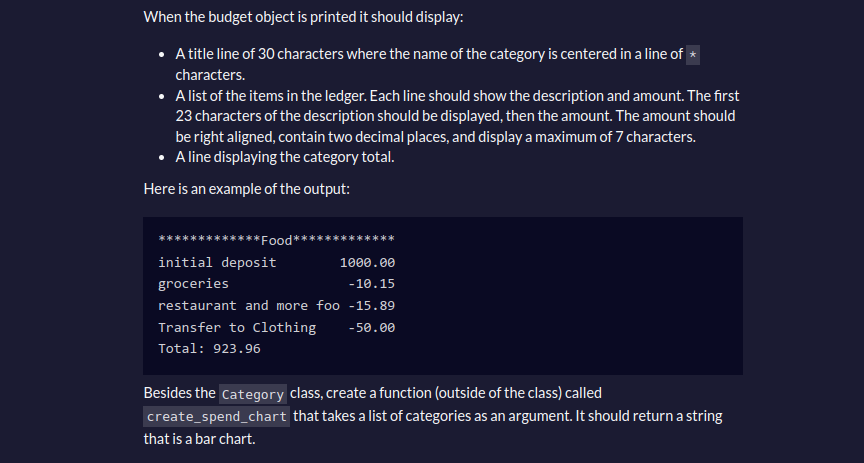 When the budget object is printed it should display:
• A title line of 30 characters where the name of the category is centered in a line of *
characters.
• A list of the items in the ledger. Each line should show the description and amount. The first
23 characters of the description should be displayed, then the amount. The amount should
be right aligned, contain two decimal places, and display a maximum of 7 characters.
• A line displaying the category total.
Here is an example of the output:
*************Food*************
initial deposit        1000.00
groceries               -10.15
restaurant and more foo -15.89
Transfer to Clothing    -50.00
Total: 923.96
Besides the Category class, create a function (outside of the class) called
create_spend_chart that takes a list of categories as an argument. It should return a string
that is a bar chart.